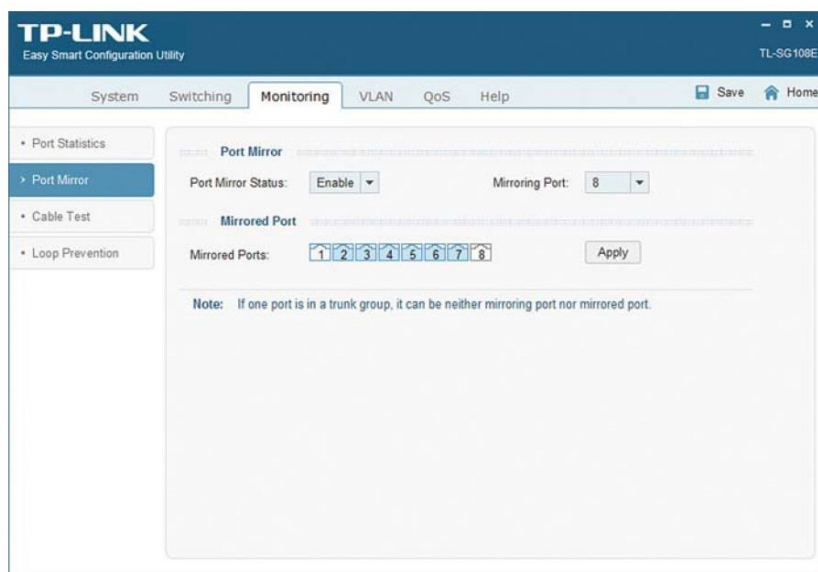 TP-LINK
Easy Smart Configuration Utility
TL-SG108E
System Switching Monitoring VLAN QoS Help Save Home
Port Statistics
Port Mirror
Cable Test
Loop Prevention
Port Mirror
Port Mirror Status: Enable Mirroring Port: 8
Mirrored Port
Mirrored Ports: 1 2 3 4 5 6 7 8 Apply
Note: If one port is in a trunk group, it can be neither mirroring port nor mirrored port.